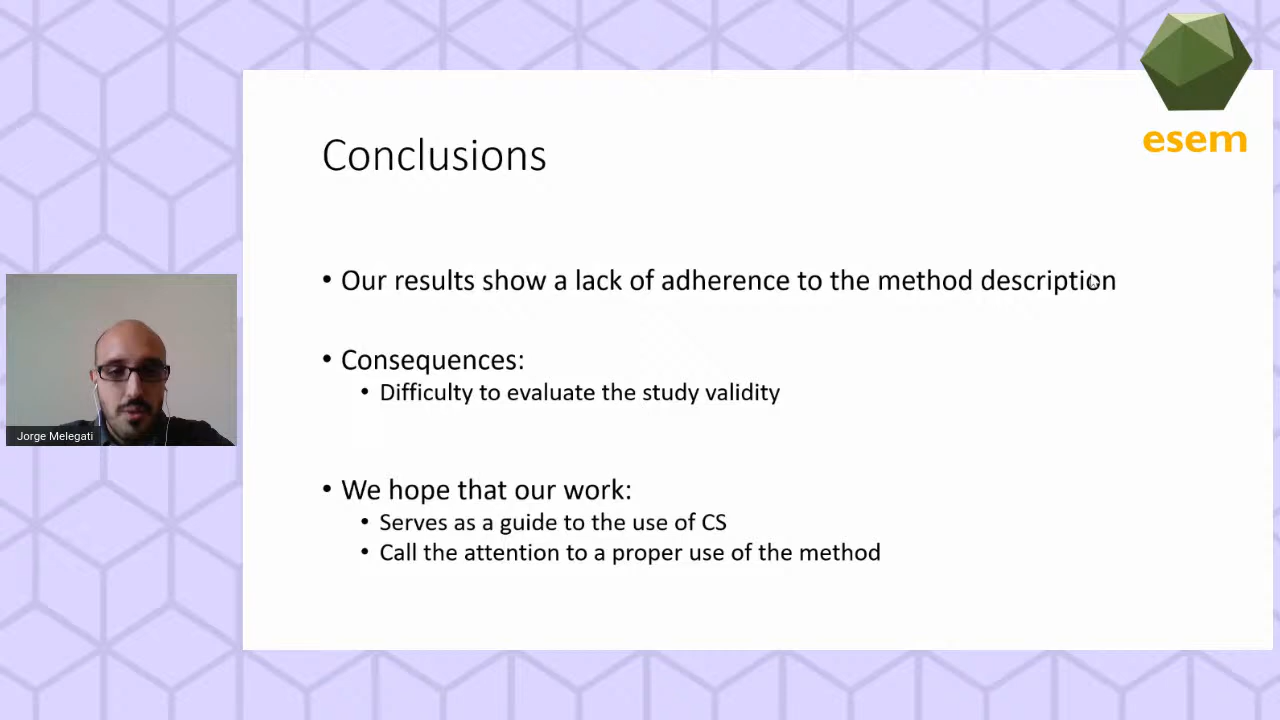 esem
Conclusions
• Our results show a lack of adherence to the method description
• Consequences:
• Difficulty to evaluate the study validity
Jorge Melegati
• We hope that our work:
• Serves as a guide to the use of CS
• Call the attention to a proper use of the method